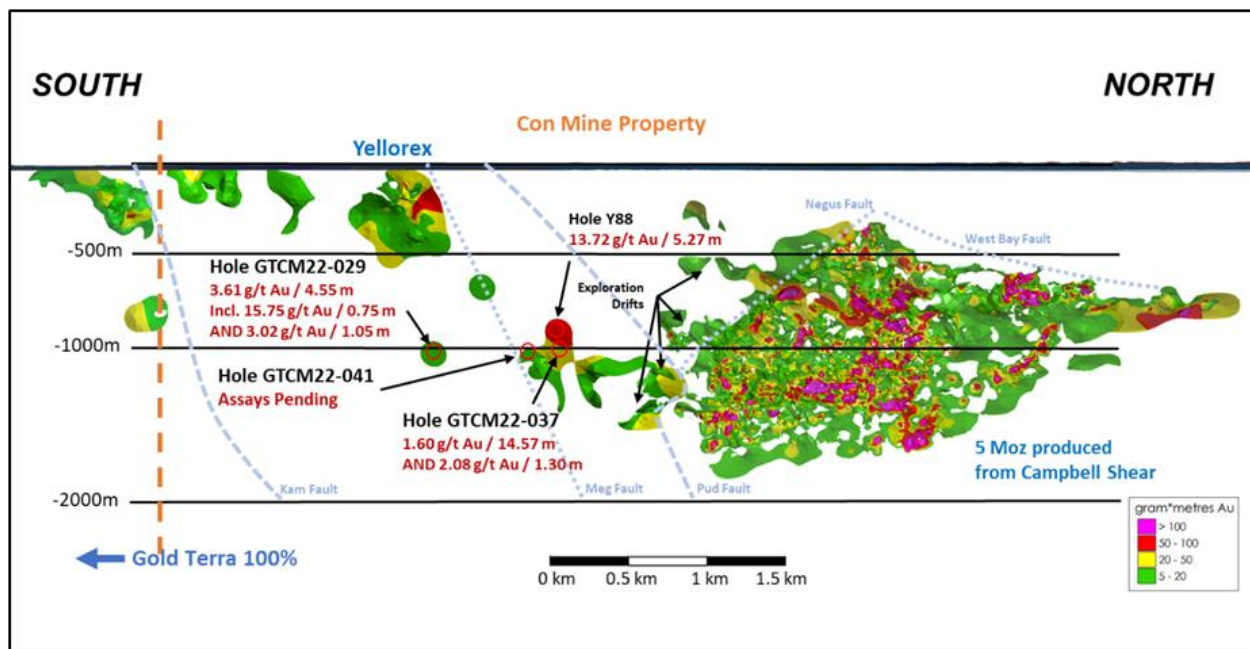 SOUTH
NORTH
Con Mine Property
Yellorex
Negus Fault
Hole Y88
13.72 g/t Au / 5.27 m
West Bay Fault
-500m
Hole GTCM22-029
3.61 g/t Au / 4.55 m
Incl. 15.75 g/t Au / 0.75 m
AND 3.02 g/t Au / 1.05 m
Exploration
Drifts
-1000m
Hole GTCM22-041
Assays Pending
Hole GTCM22-037
1.60 g/t Au / 14.57 m
AND 2.08 g/t Au / 1.30 m
5 Moz produced
from Campbell Shear
Kam Fault
Meg Fault
Pud Fault
-2000m
gram*metres Au
> 100
50 - 100
20 - 50
5 - 20
Gold Terra 100%
0 km
0.5 km
1 km
1.5 km